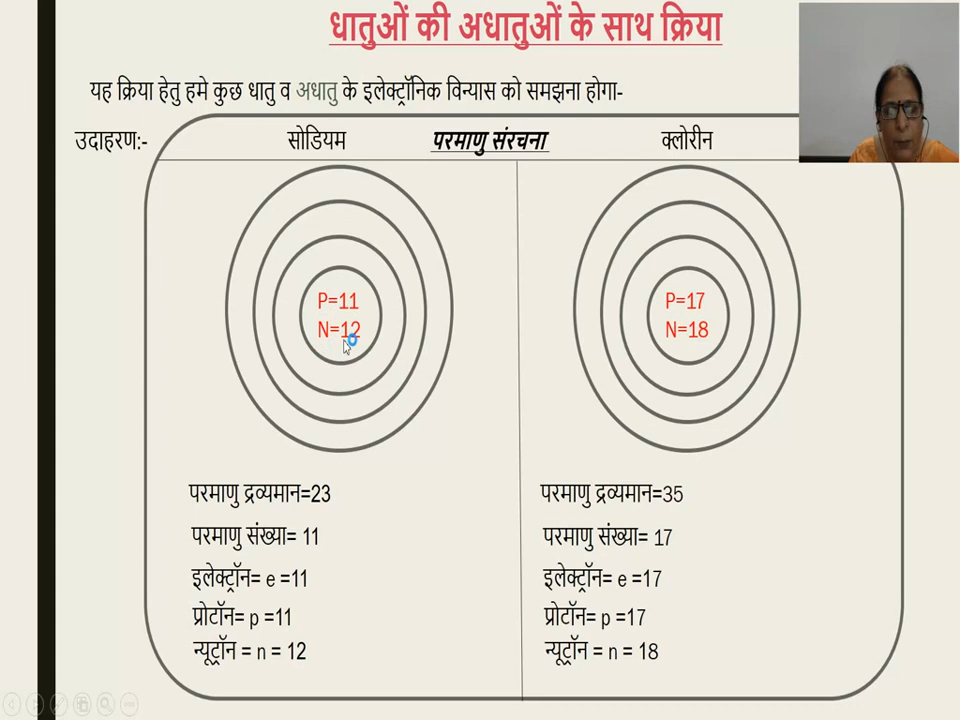 धातुओं की अधातुओं के साथ क्रिया
यह क्रिया हेतु हमे कुछ धातु व अधातु के इलेक्ट्रॉनिक विन्यास को समझना होगा-
उदाहरण:- सोडियम परमाणु संरचना क्लोरीन
P=11 P=17
N=12 N=18
परमाणु द्रव्यमान=23 परमाणु द्रव्यमान=35
परमाणु संख्या= 11 परमाणु संख्या= 17
इलेक्ट्रॉन= e =11 इलेक्ट्रॉन= e =17
प्रोटॉन= p =11 प्रोटॉन= p =17
न्यूट्रॉन = n = 12 न्यूट्रॉन = n = 18